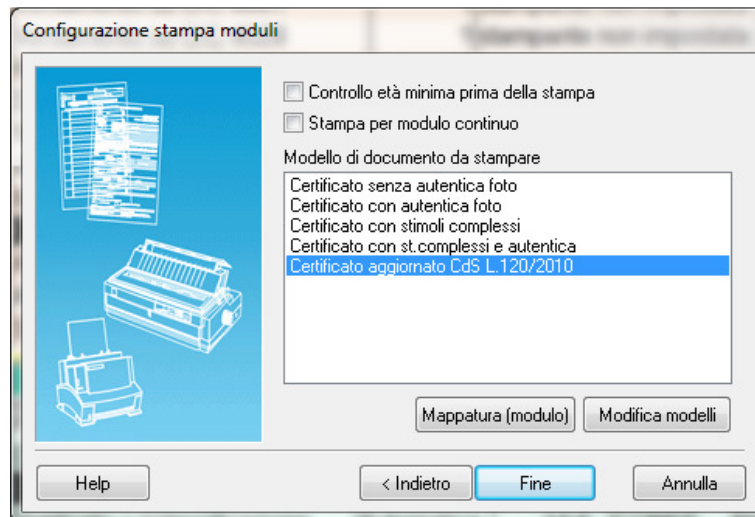 Configurazione stampa moduli
Controllo età minima prima della stampa
Stampa per modulo continuo
Modello di documento da stampare
Certificato senza autentica foto
Certificato con autentica foto
Certificato con stimoli complessi
Certificato con st.complessi e autentica
Certificato aggiornato CdS L.120/2010
Mappatura (modulo) Modifica modelli
Help < Indietro Fine Annulla